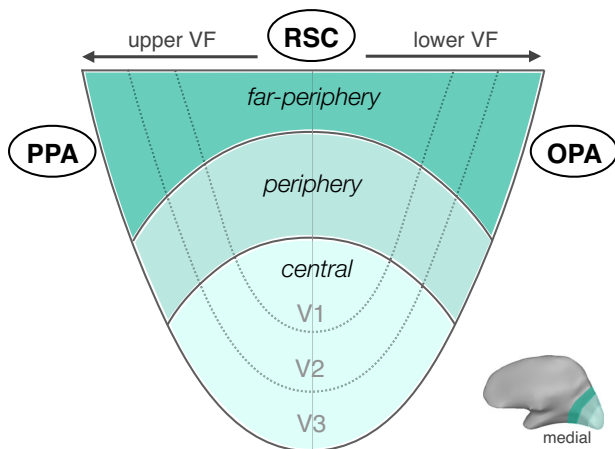 upper VF
RSC
lower VF
far-periphery
PPA
OPA
periphery
central
V1
V2
V3
medial